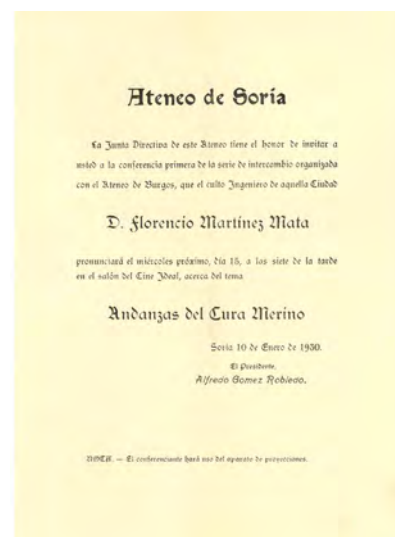 Ateneo de Soria
La Junta Directiva de este Ateneo tiene el honor de invitar a
usted a la conferencia primera de la serie de intercambio organizada
con el Ateneo de Burgos, que el culto Ingeniero de aquella Ciudad
D. Florencio Martínez Mata
pronunciará el miércoles próximo, día 15, a las siete de la tarde
en el salón del Cine Ideal, acerca del tema
Andanzas del Cura Merino
Soria 10 de Enero de 1930.
El Presidente,
Alfredo Gomez Robledo.
NOTA. — El conferenciante hará uso del aparato de proyecciones.